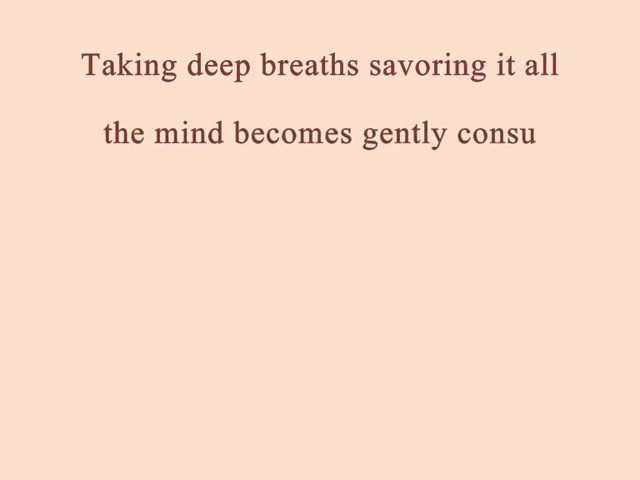 Taking deep breaths savoring it all
the mind becomes gently consu